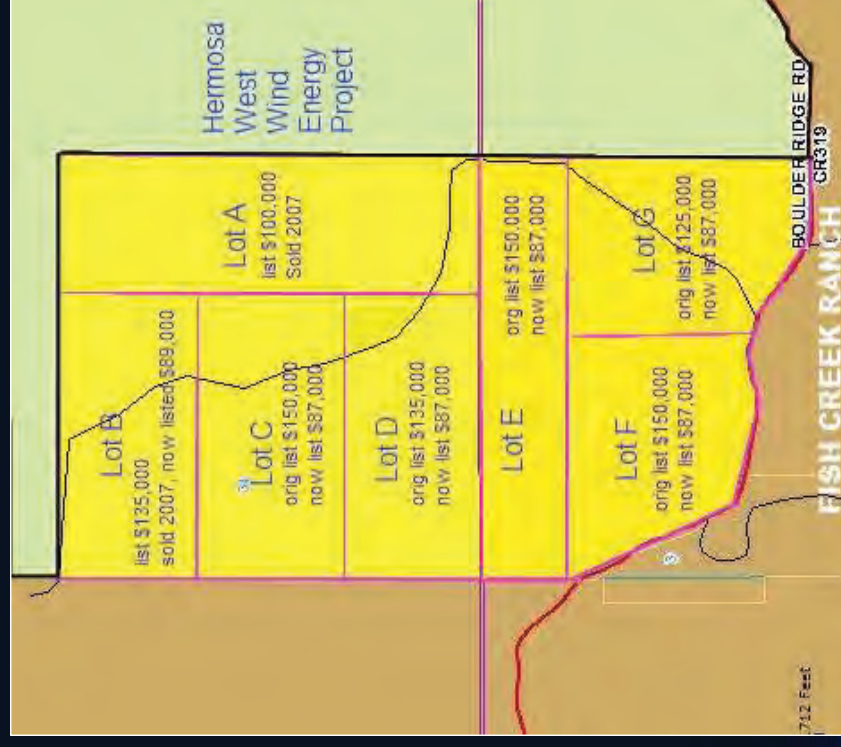 Hermosa
West
Wind
Energy
Project
Lot A
list $100,000
Sold 2007
Lot B
list $135,000
sold 2007, now listed $89,000
Lot C
orig list $150,000
now list $87,000
Lot D
orig list $135,000
now list $87,000
Lot E
orig list $150,000
now list $87,000
Lot F
orig list $150,000
now list $87,000
Lot G
orig list $125,000
now list $87,000
BOULDER RIDGE RD
CR319
FISH CREEK RANCH
34
3
712 Feet